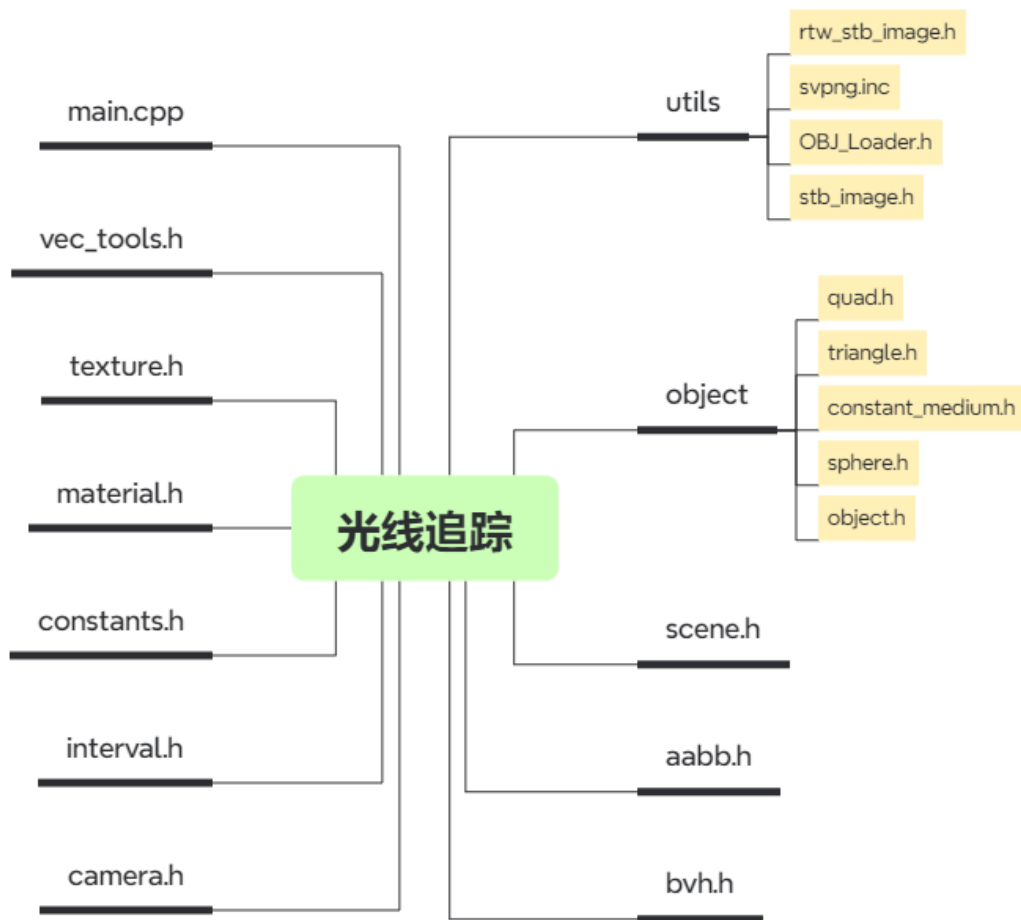 main.cpp
vec_tools.h
texture.h
material.h
constants.h
interval.h
camera.h
光线追踪
utils
rtw_stb_image.h
svpng.inc
OBJ_Loader.h
stb_image.h
object
quad.h
triangle.h
constant_medium.h
sphere.h
object.h
scene.h
aabb.h
bvh.h